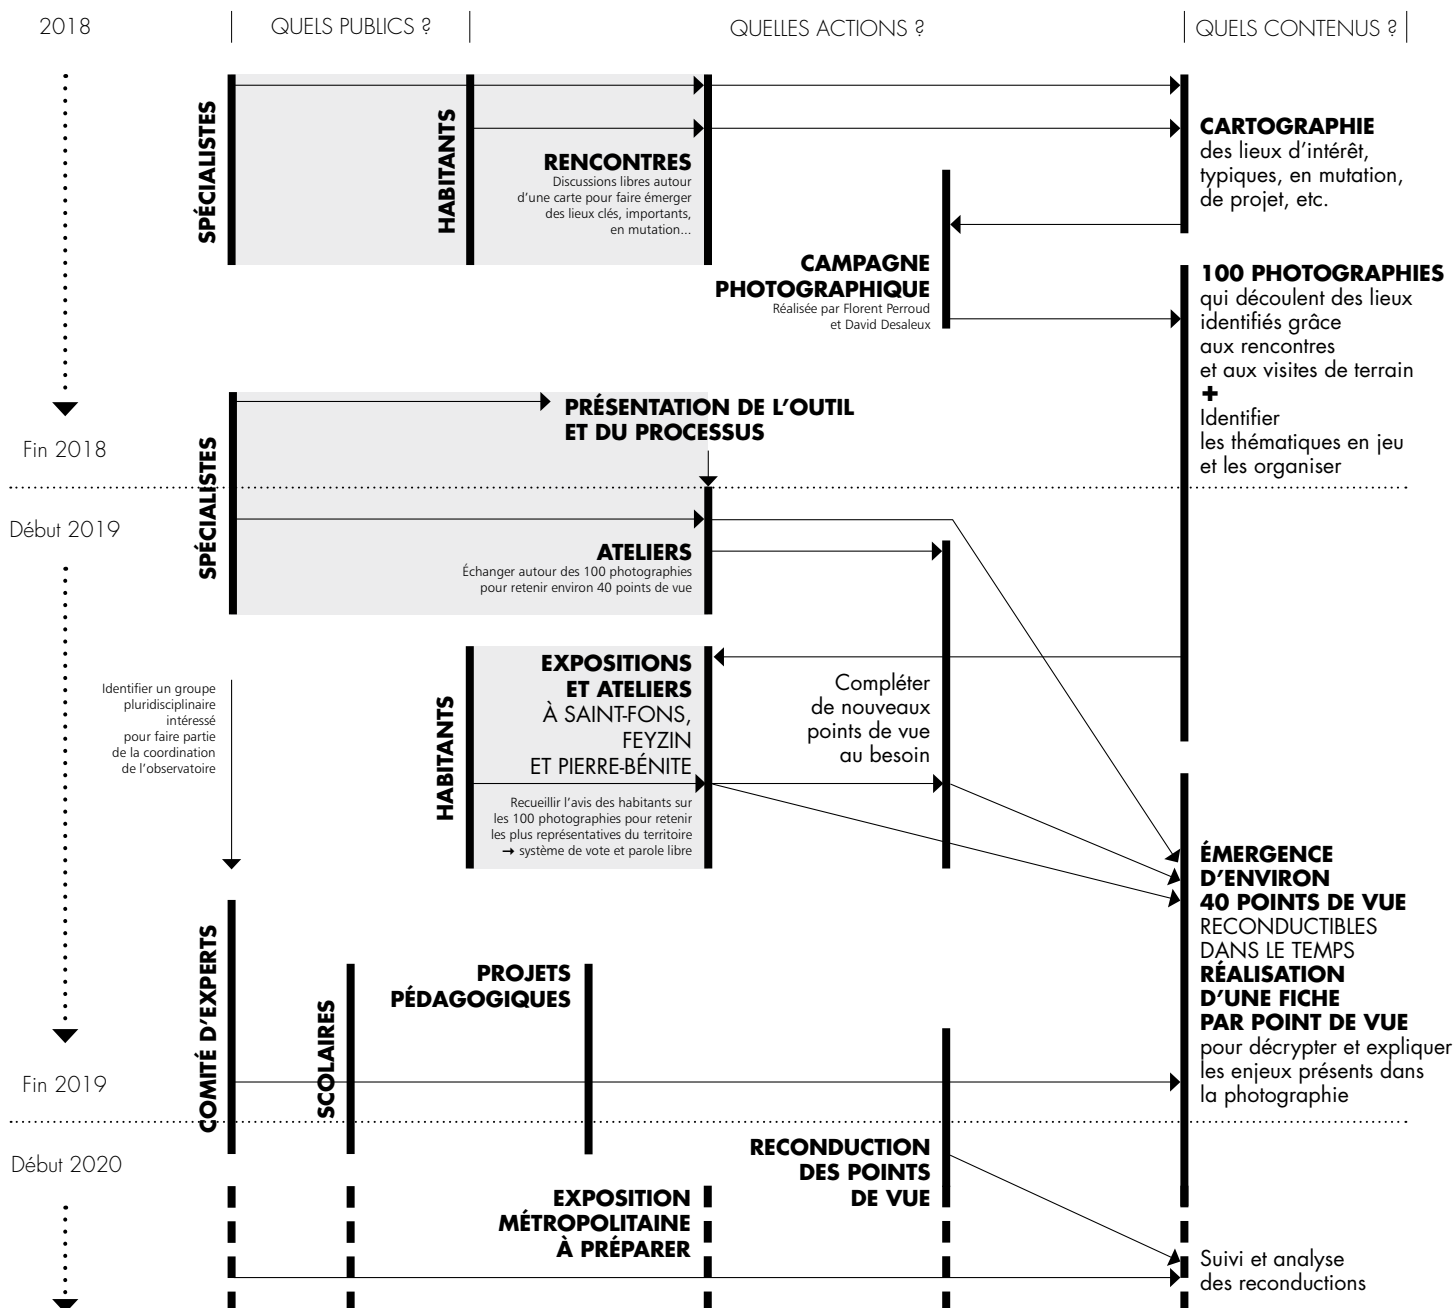 2018
QUELS PUBLICS ?
QUELLES ACTIONS ?
QUELS CONTENUS ?
SPÉCIALISTES
HABITANTS
RENCONTRES
Discussions libres autour
d'une carte pour faire émerger
des lieux clés, importants,
en mutation...
CARTOGRAPHIE
des lieux d'intérêt,
typiques, en mutation,
de projet, etc.
CAMPAGNE
PHOTOGRAPHIQUE
Réalisée par Florent Perroud
et David Desaleux
100 PHOTOGRAPHIES
qui découlent des lieux
identifiés grâce
aux rencontres
et aux visites de terrain
+
Identifier
les thématiques en jeu
et les organiser
Fin 2018
SPÉCIALISTES
PRÉSENTATION DE L'OUTIL
ET DU PROCESSUS
Début 2019
ATELIERS
Échanger autour des 100 photographies
pour retenir environ 40 points de vue
Identifier un groupe
pluridisciplinaire
intéressé
pour faire partie
de la coordination
de l'observatoire
HABITANTS
EXPOSITIONS
ET ATELIERS
À SAINT-FONS,
FEYZIN
ET PIERRE-BÉNITE
Recueillir l'avis des habitants sur
les 100 photographies pour retenir
les plus représentatives du territoire
→ système de vote et parole libre
Compléter
de nouveaux
points de vue
au besoin
ÉMERGENCE
D'ENVIRON
40 POINTS DE VUE
RECONDUCTIBLES
DANS LE TEMPS
RÉALISATION
D'UNE FICHE
PAR POINT DE VUE
pour décrypter et expliquer
les enjeux présents dans
la photographie
COMITÉ D'EXPERTS
SCOLAIRES
PROJETS
PÉDAGOGIQUES
Fin 2019
Début 2020
RECONDUCTION
DES POINTS
DE VUE
EXPOSITION
MÉTROPOLITAINE
À PRÉPARER
Suivi et analyse
des reconductions